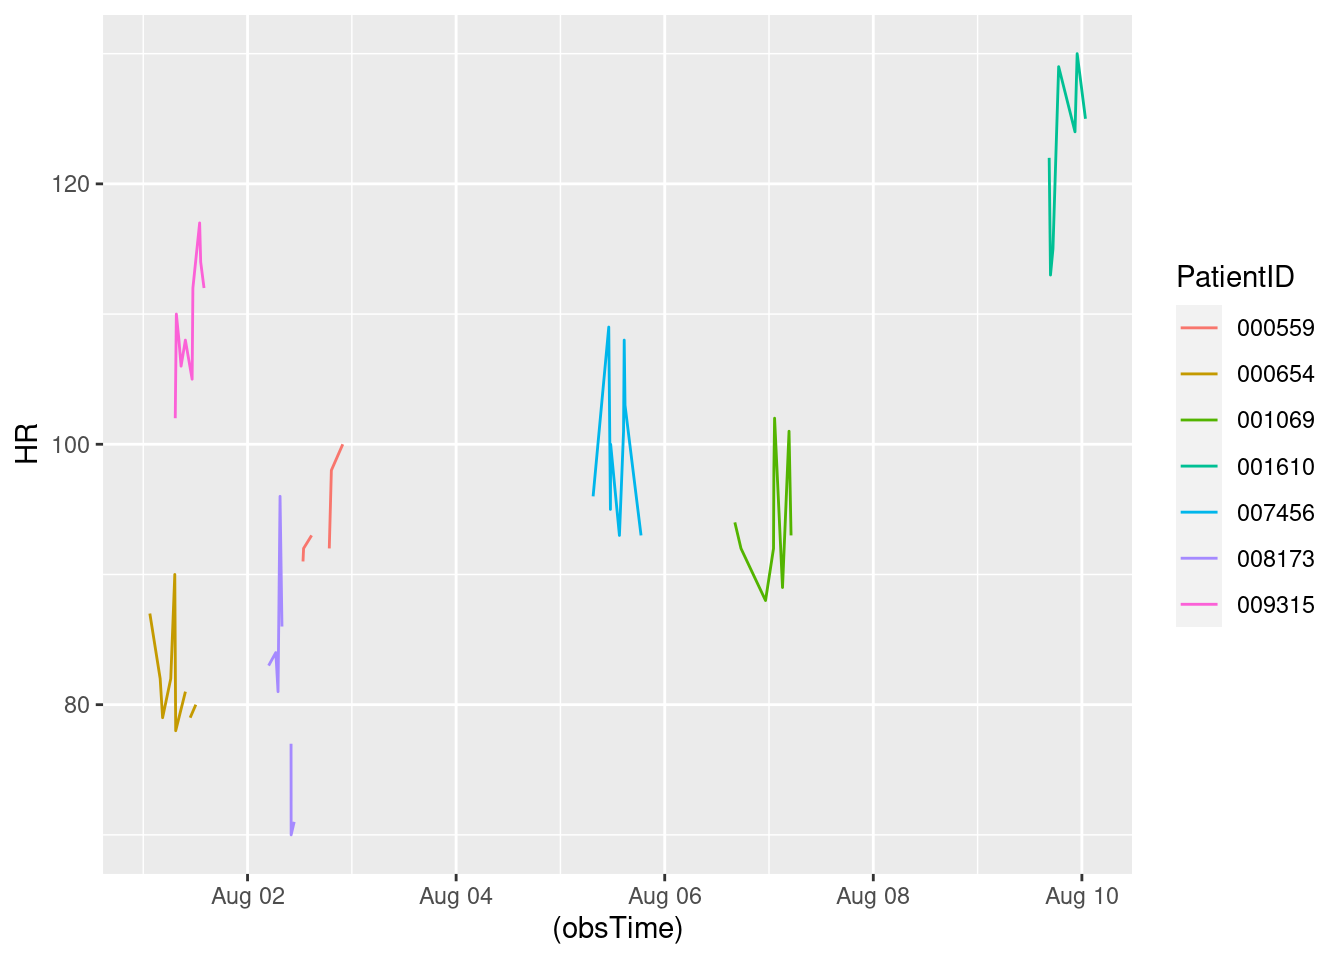 HR
120
100
80
Aug 02
Aug 04
Aug 06
Aug 08
Aug 10
(obsTime)
PatientID
000559
000654
001069
001610
007456
008173
009315